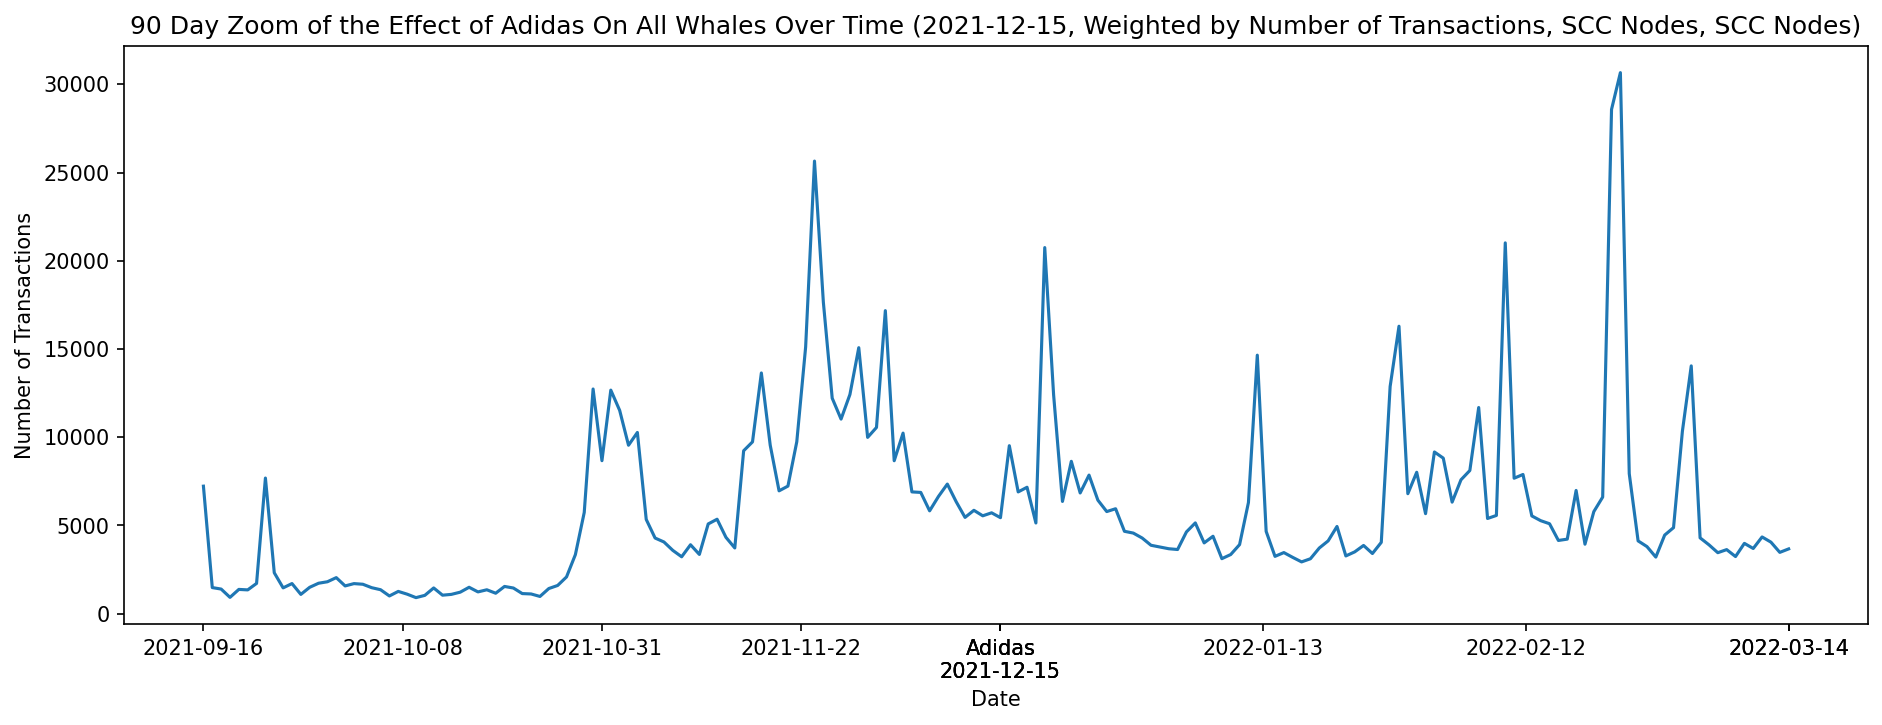 90 Day Zoom of the Effect of Adidas On All Whales Over Time (2021-12-15, Weighted by Number of Transactions, SCC Nodes, SCC Nodes)
Number of Transactions
30000
25000
20000
15000
10000
5000
0
2021-09-16 2021-10-08 2021-10-31 2021-11-22 Adidas 2022-01-13 2022-02-12 2022-03-14
2021-12-15
Date